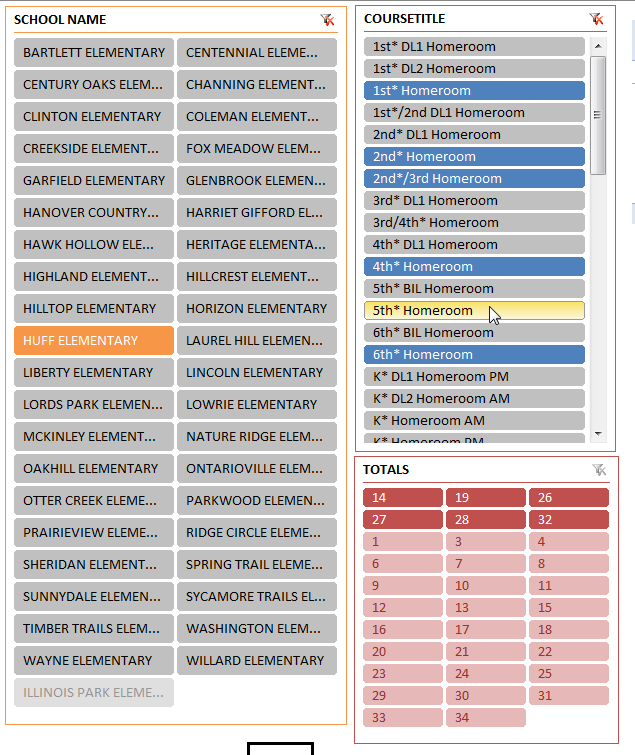 SCHOOL NAME
BARTLETT ELEMENTARY CENTENNIAL ELEME...
CENTURY OAKS ELEM... CHANNING ELEMENT...
CLINTON ELEMENTARY COLEMAN ELEMENT...
CREEKSIDE ELEMENT... FOX MEADOW ELEM...
GARFIELD ELEMENTARY GLENBROOK ELEMEN...
HANOVER COUNTRY... HARRIET GIFFORD EL...
HAWK HOLLOW ELE... HERITAGE ELEMENTA...
HIGHLAND ELEMENT... HILLCREST ELEMENT...
HILLTOP ELEMENTARY HORIZON ELEMENTARY
HUFF ELEMENTARY LAUREL HILL ELEMEN...
LIBERTY ELEMENTARY LINCOLN ELEMENTARY
LORDS PARK ELEMEN... LOWRIE ELEMENTARY
MCKINLEY ELEMENT... NATURE RIDGE ELEM...
OAKHILL ELEMENTARY ONTARIOVILLE ELEM...
OTTER CREEK ELEME... PARKWOOD ELEMEN...
PRAIRIEVIEW ELEME... RIDGE CIRCLE ELEME...
SHERIDAN ELEMENT... SPRING TRAIL ELEME...
SUNNYDALE ELEMEN... SYCAMORE TRAILS EL...
TIMBER TRAILS ELEM... WASHINGTON ELEM...
WAYNE ELEMENTARY WILLARD ELEMENTARY
ILLINOIS PARK ELEME...
COURSETITLE
1st* DL1 Homeroom
1st* DL2 Homeroom
1st* Homeroom
1st*/2nd DL1 Homeroom
2nd* DL1 Homeroom
2nd* Homeroom
2nd*/3rd Homeroom
3rd* DL1 Homeroom
3rd/4th* Homeroom
4th* DL1 Homeroom
4th* Homeroom
5th* BIL Homeroom
5th* Homeroom
6th* BIL Homeroom
6th* Homeroom
K* DL1 Homeroom PM
K* DL2 Homeroom AM
K* Homeroom AM
K* Homeroom PM
TOTALS
14 19 26
27 28 32
1 3 4
6 7 8
9 10 11
12 13 15
16 17 18
20 21 22
23 24 25
29 30 31
33 34